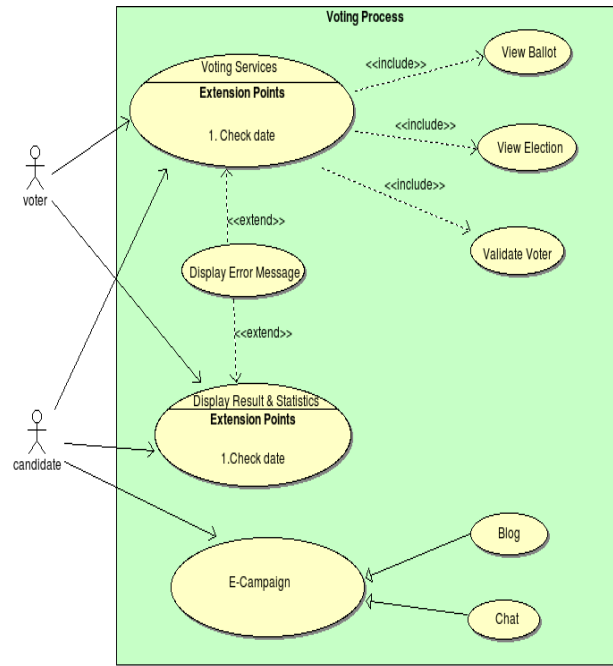 Voting Process
Voting Services
Extension Points
1. Check date
<<include>>
View Ballot
<<include>>
View Election
<<include>>
Validate Voter
voter
<<extend>>
Display Error Message
<<extend>>
Display Result & Statistics
Extension Points
1.Check date
candidate
E-Campaign
Blog
Chat